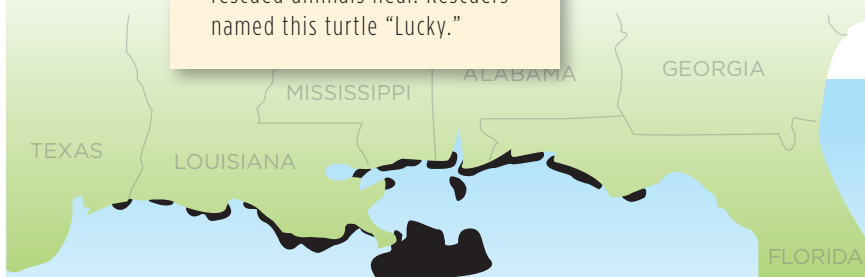 rescued animals heal. Rescuers
named this turtle “Lucky.”
ALABAMA
GEORGIA
MISSISSIPPI
TEXAS
LOUISIANA
FLORIDA